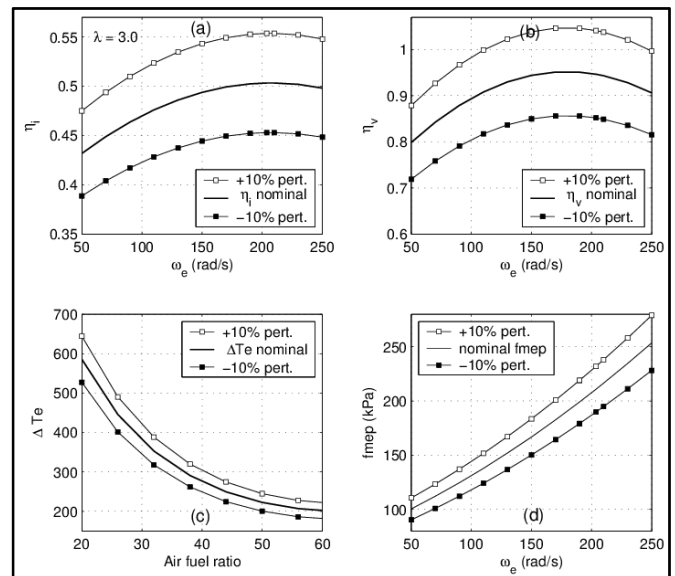 (a)
λ = 3.0
0.55
0.5
0.45
0.4
0.35
η_i
+10% pert.
η_i nominal
−10% pert.
50
100
150
200
250
ω_e (rad/s)
(b)
1
0.9
0.8
0.7
0.6
η_v
+10% pert.
η_v nominal
−10% pert.
50
100
150
200
250
ω_e (rad/s)
700
600
500
400
300
200
Δ Te
+10% pert.
ΔTe nominal
−10% pert.
(c)
20
30
40
50
60
Air fuel ratio
250
200
150
100
fmep (kPa)
+10% pert.
nominal fmep
−10% pert.
(d)
50
100
150
200
250
ω_e (rad/s)